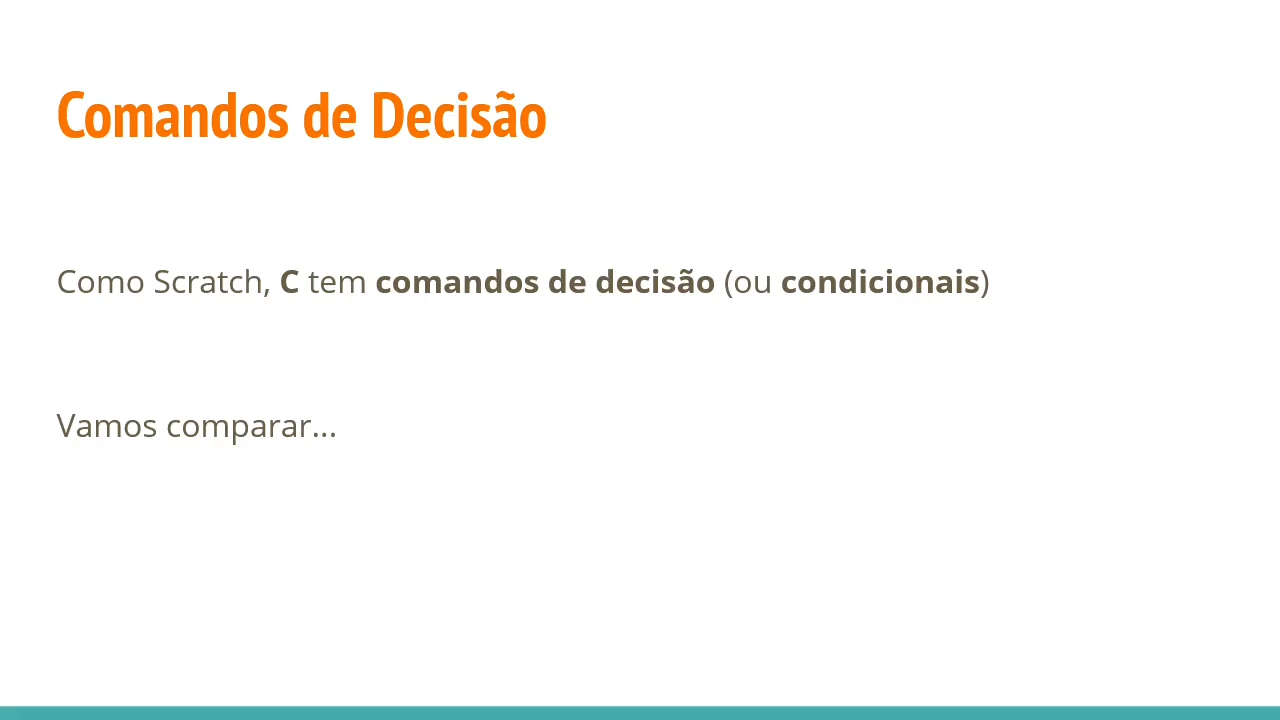 Comandos de Decisão
Como Scratch, C tem comandos de decisão (ou condicionais)
Vamos comparar...